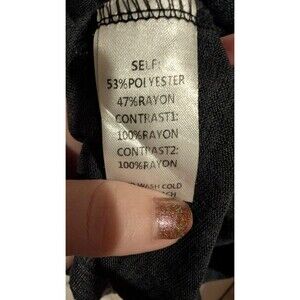 SELF:
53%POLYESTER
47%RAYON
CONTRAST1:
100%RAYON
CONTRAST2:
100%RAYON
WASH COLD